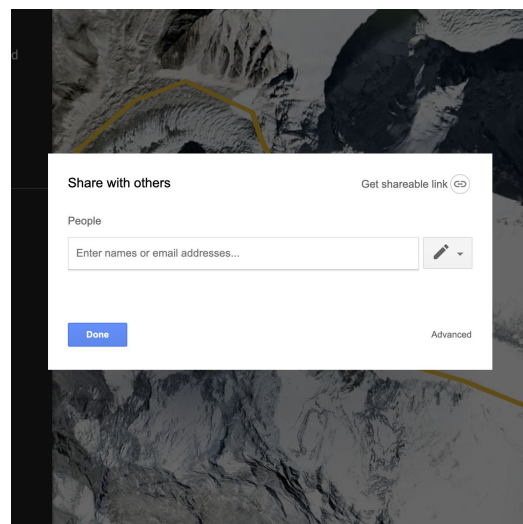 d
Share with others
Get shareable link
People
Enter names or email addresses...
Done
Advanced